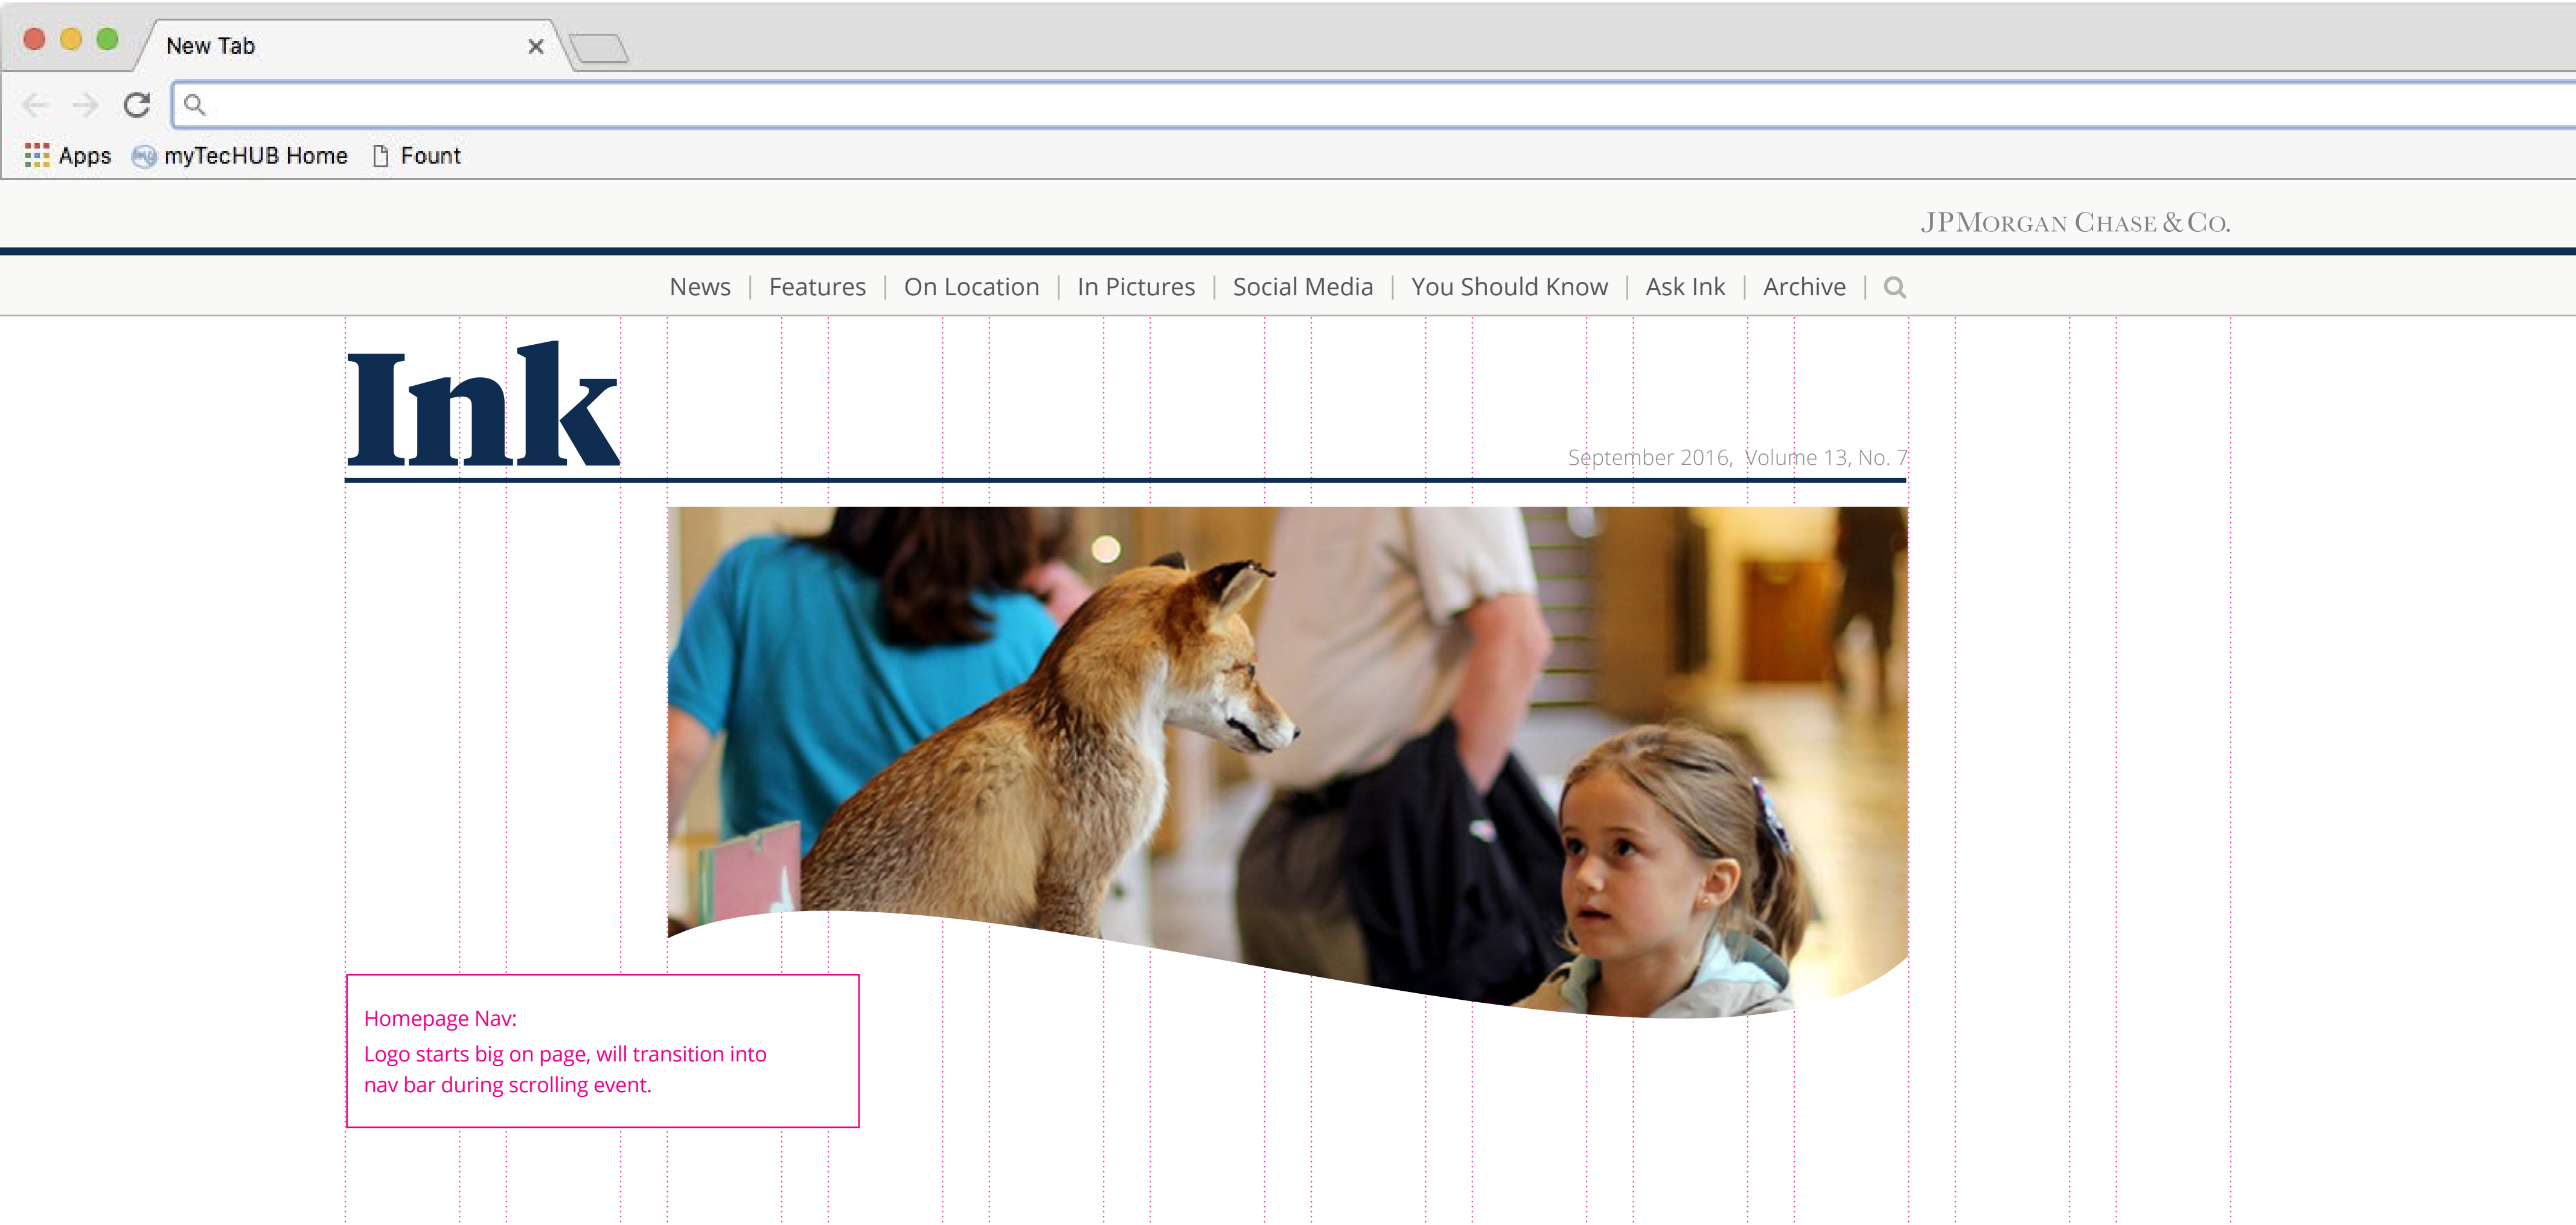 New Tab
Apps myTecHUB Home Fount
JPMorgan Chase & Co.
News | Features | On Location | In Pictures | Social Media | You Should Know | Ask Ink | Archive |
Ink
September 2016, Volume 13, No. 7
Homepage Nav:
Logo starts big on page, will transition into
nav bar during scrolling event.